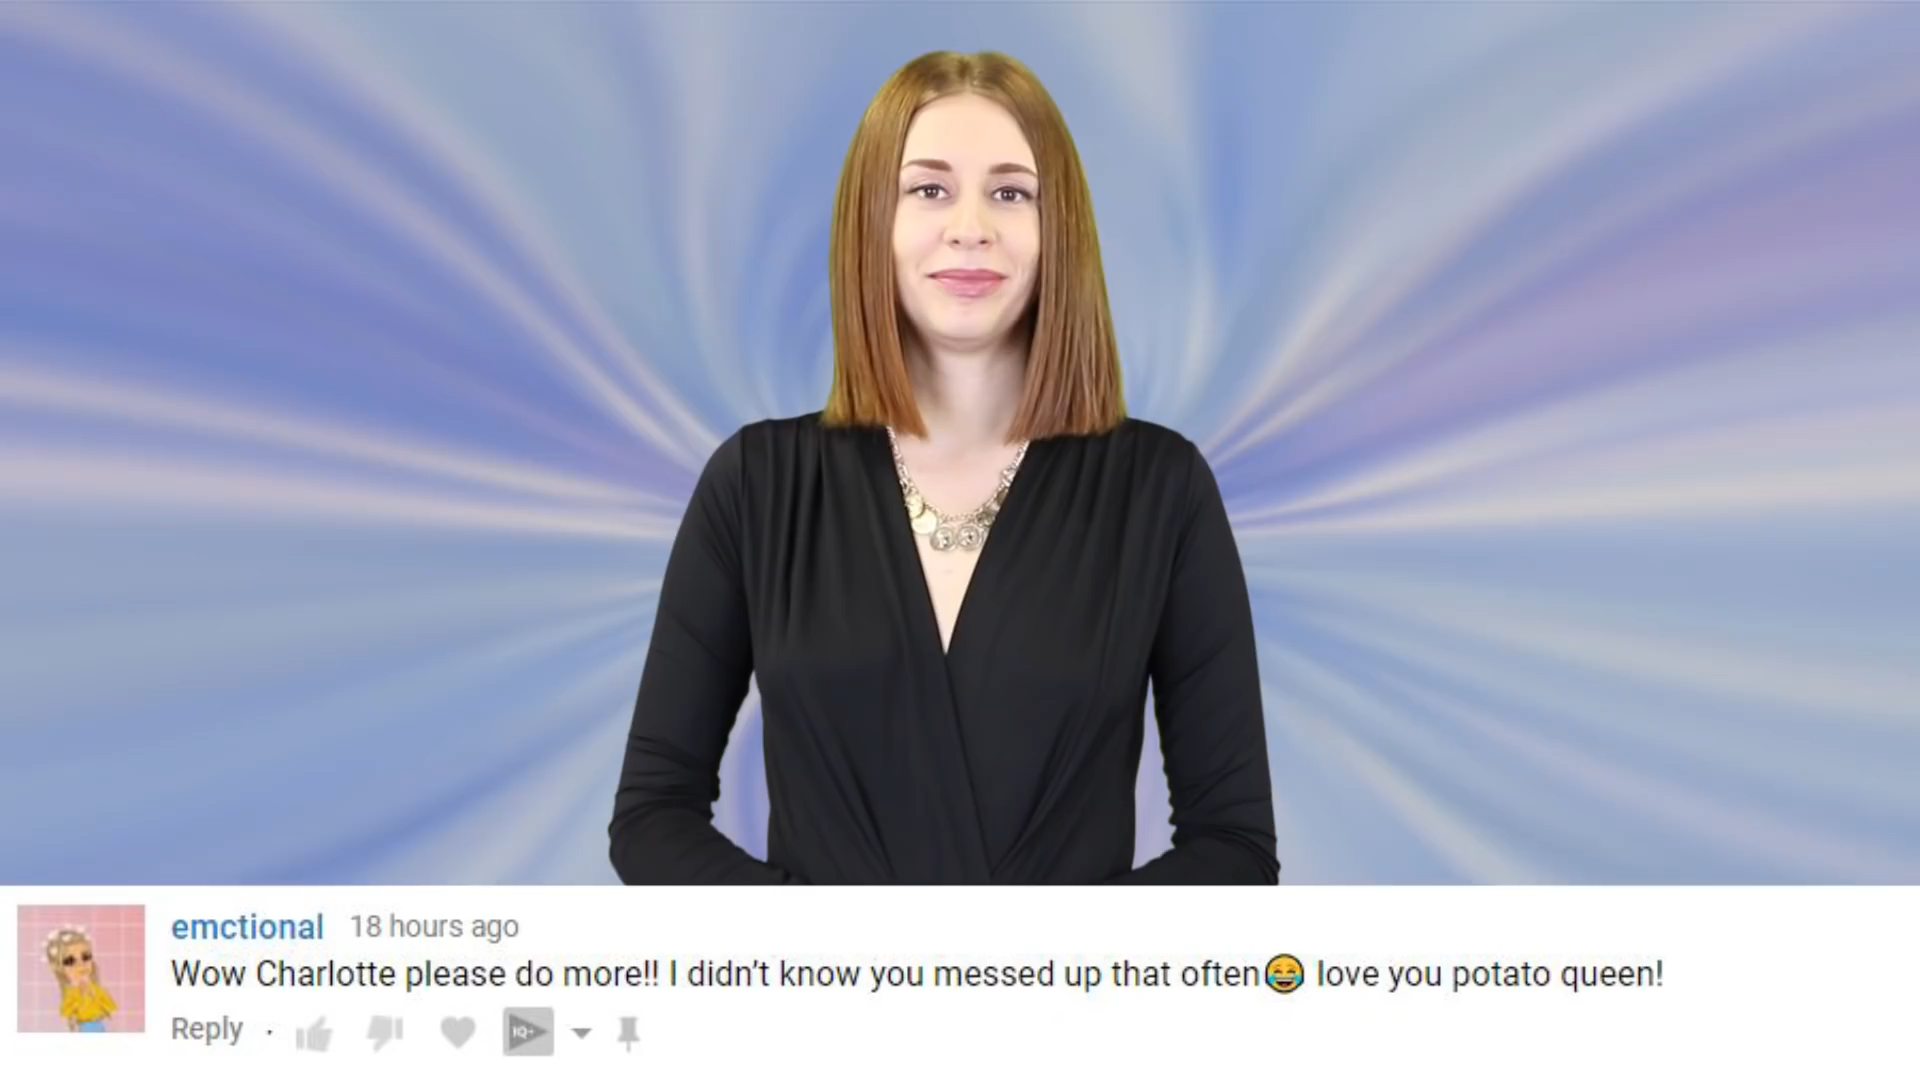 emctional 18 hours ago
Wow Charlotte please do more!! I didn't know you messed up that often😂 love you potato queen!
Reply ·
IQ+